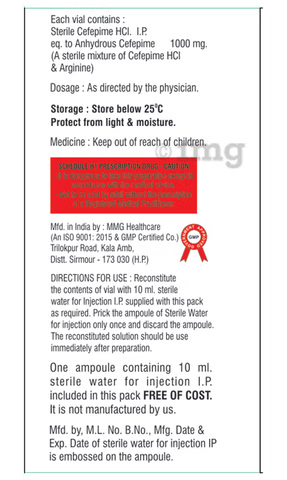 Each vial contains :
Sterile Cefepime HCl. I.P.
eq. to Anhydrous Cefepime 1000 mg.
(A sterile mixture of Cefepime HCl
& Arginine)
Dosage : As directed by the physician.
Storage : Store below 25°C
Protect from light & moisture.
Medicine : Keep out of reach of children.
1mg
SCHEDULE H PRESCRIPTION DRUG - CAUTION
Mfd. in India by : MMG Healthcare
(An ISO 9001: 2015 & GMP Certified Co.)
Trilokpur Road, Kala Amb,
Distt. Sirmour - 173 030 (H.P.)
GMP
DIRECTIONS FOR USE : Reconstitute
the contents of vial with 10 ml. sterile
water for Injection I.P. supplied with this pack
as required. Prick the ampoule of Sterile Water
for injection only once and discard the ampoule.
The reconstituted solution should be use
immediately after preparation.
One ampoule containing 10 ml.
sterile water for injection I.P.
included in this pack FREE OF COST.
It is not manufactured by us.
Mfd. by, M.L. No. B.No., Mfg. Date &
Exp. Date of sterile water for injection IP
is embossed on the ampoule.